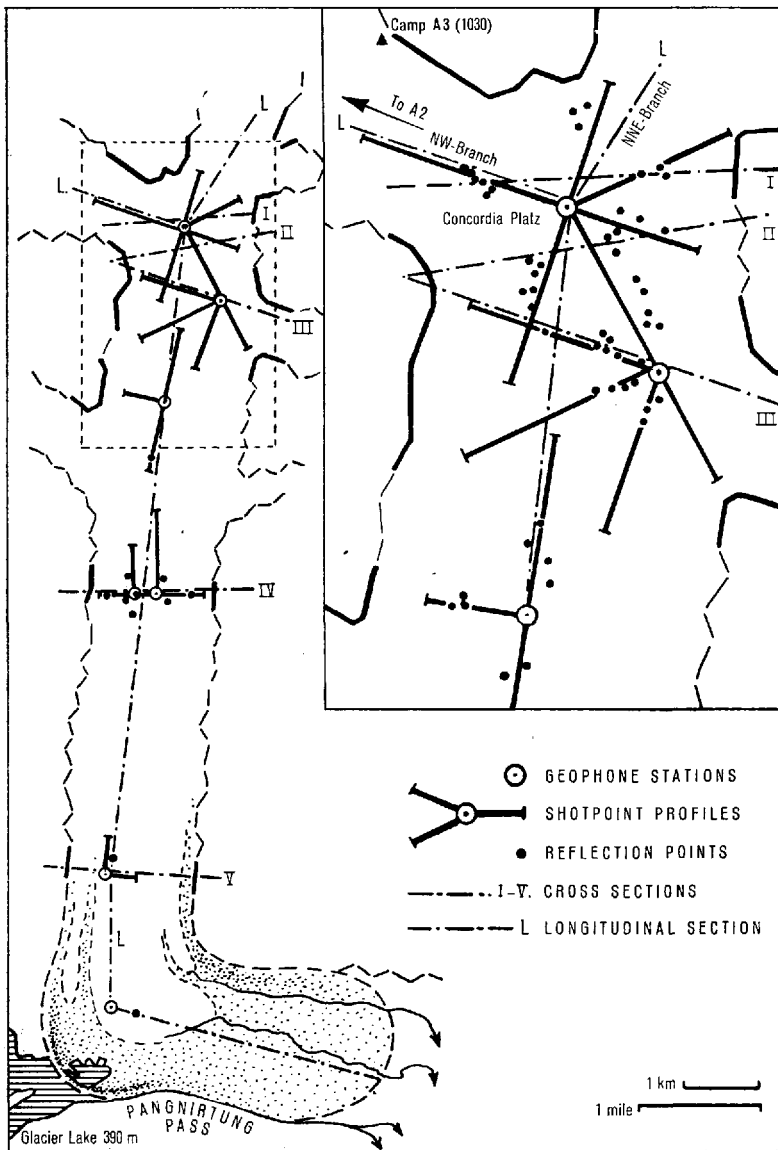 Camp A3 (1030)
L
To A2
L
NW-Branch
NNE-Branch
I
Concordia Platz
II
III
L
L
I
II
III
IV
V
L
GEOPHONE STATIONS
SHOTPOINT PROFILES
REFLECTION POINTS
I-V. CROSS SECTIONS
L LONGITUDINAL SECTION
1 km
1 mile
PANGNIRTUNG
PASS
Glacier Lake 390 m